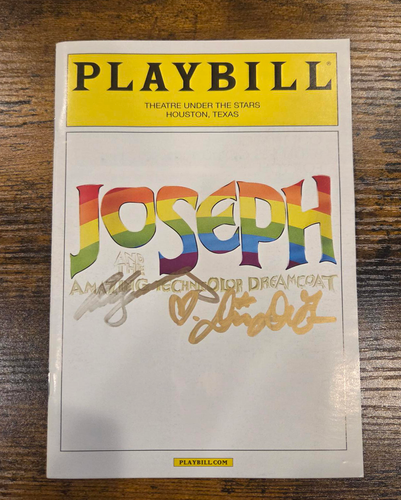 PLAYBILL
THEATRE UNDER THE STARS
HOUSTON, TEXAS
JOSEPH
AND
THE
AMAZING TECHNICOLOR DREAMCOAT
PLAYBILL.COM